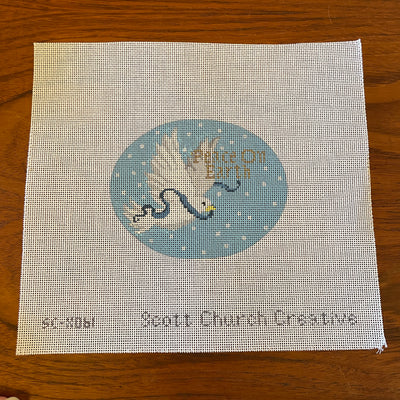 Peace On
Earth
SC-XO61 Scott Church Creative